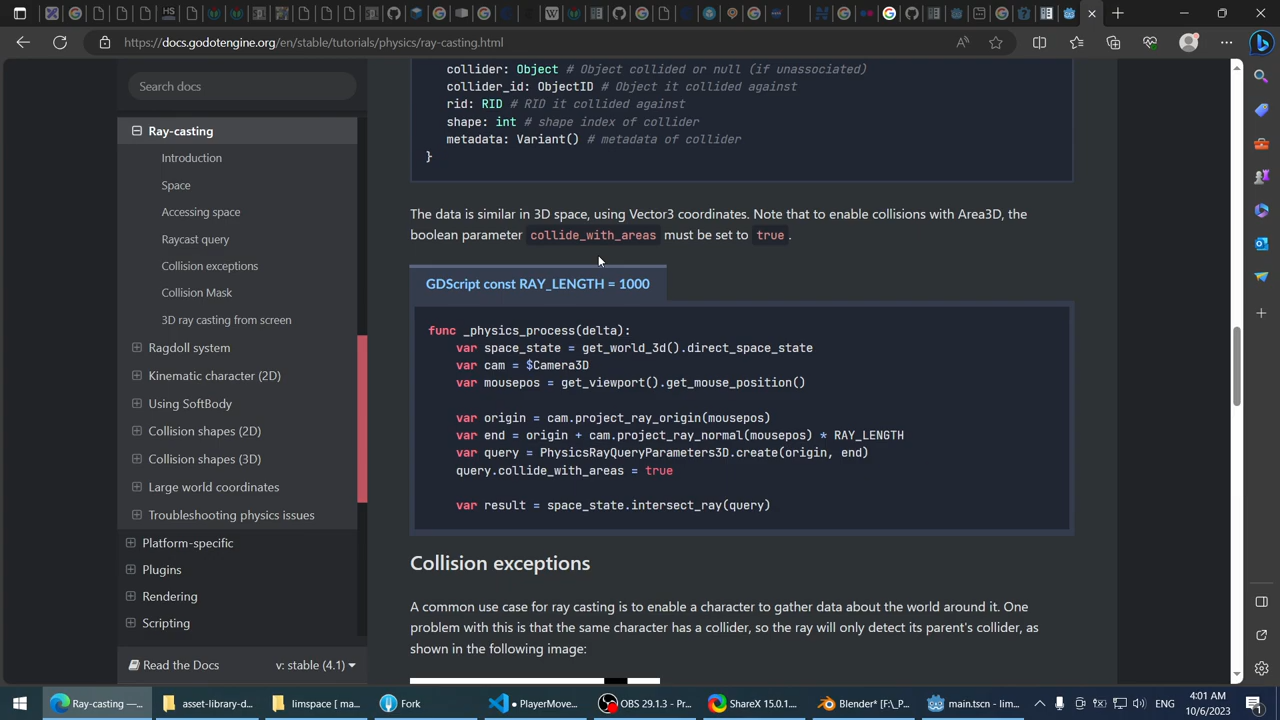 https://docs.godotengine.org/en/stable/tutorials/physics/ray-casting.html
Search docs
Ray-casting
Introduction
Space
Accessing space
Raycast query
Collision exceptions
Collision Mask
3D ray casting from screen
Ragdoll system
Kinematic character (2D)
Using SoftBody
Collision shapes (2D)
Collision shapes (3D)
Large world coordinates
Troubleshooting physics issues
Platform-specific
Plugins
Rendering
Scripting
Read the Docs v: stable (4.1)
collider: Object # Object collided or null (if unassociated)
collider_id: ObjectID # Object it collided against
rid: RID # RID it collided against
shape: int # shape index of collider
metadata: Variant() # metadata of collider
}
The data is similar in 3D space, using Vector3 coordinates. Note that to enable collisions with Area3D, the
boolean parameter collide_with_areas must be set to true.
GDScript const RAY_LENGTH = 1000
func _physics_process(delta):
var space_state = get_world_3d().direct_space_state
var cam = $Camera3D
var mousepos = get_viewport().get_mouse_position()
var origin = cam.project_ray_origin(mousepos)
var end = origin + cam.project_ray_normal(mousepos) * RAY_LENGTH
var query = PhysicsRayQueryParameters3D.create(origin, end)
query.collide_with_areas = true
var result = space_state.intersect_ray(query)
Collision exceptions
A common use case for ray casting is to enable a character to gather data about the world around it. One
problem with this is that the same character has a collider, so the ray will only detect its parent's collider, as
shown in the following image:
Ray-casting —...
asset-library-d...
limspace [ ma...
Fork
● PlayerMove...
OBS 29.1.3 - Pr...
ShareX 15.0.1...
Blender* [F:\_P...
main.tscn - lim...
ENG
4:01 AM
10/6/2023